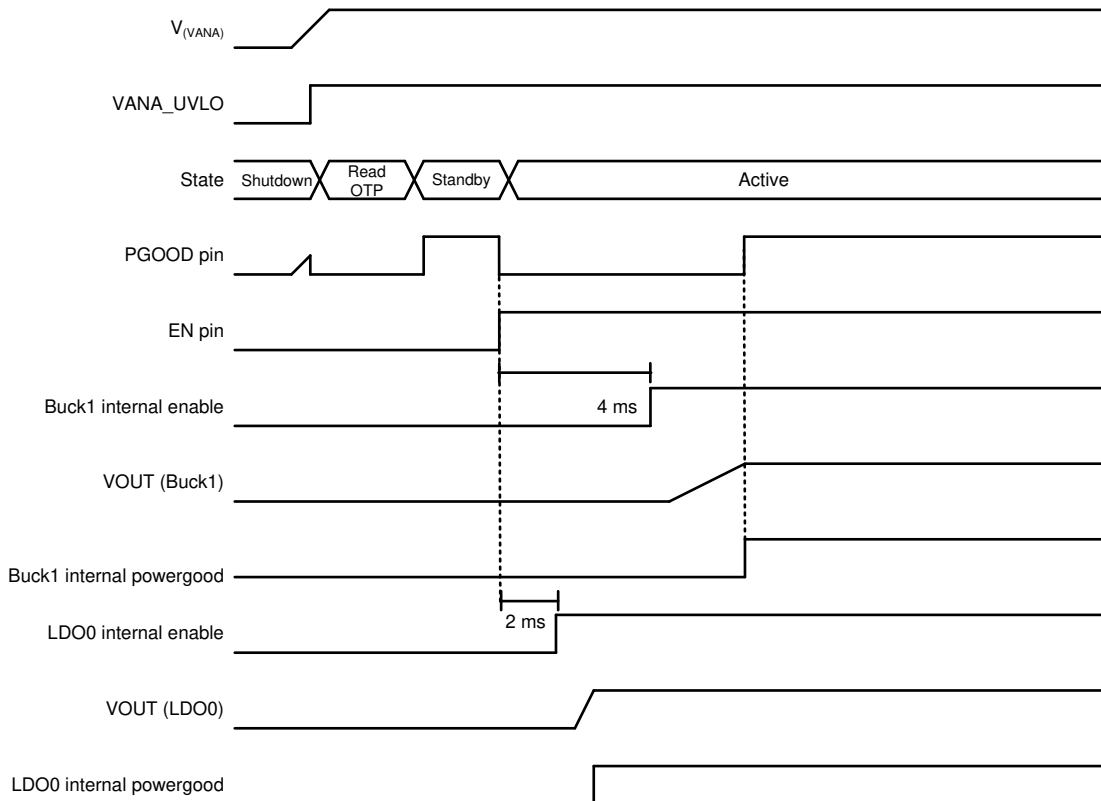 V(VANA)
VANA_UVLO
State Shutdown Read OTP Standby Active
PGOOD pin
EN pin
Buck1 internal enable 4 ms
VOUT (Buck1)
Buck1 internal powergood
2 ms
LDO0 internal enable
VOUT (LDO0)
LDO0 internal powergood